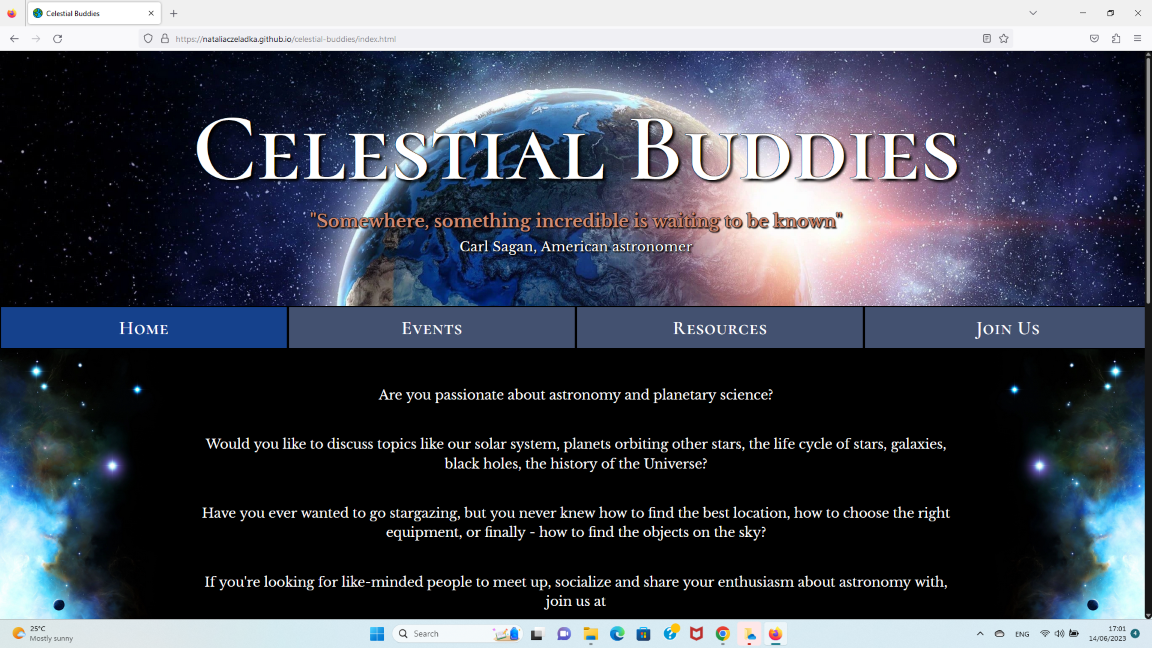 Celestial Buddies
https://nataliaczeladka.github.io/celestial-buddies/index.html
Celestial Buddies
"Somewhere, something incredible is waiting to be known"
Carl Sagan, American astronomer
Home
Events
Resources
Join Us
Are you passionate about astronomy and planetary science?
Would you like to discuss topics like our solar system, planets orbiting other stars, the life cycle of stars, galaxies,
black holes, the history of the Universe?
Have you ever wanted to go stargazing, but you never knew how to find the best location, how to choose the right
equipment, or finally - how to find the objects on the sky?
If you're looking for like-minded people to meet up, socialize and share your enthusiasm about astronomy with,
join us at
25°C
Mostly sunny
Search
ENG
17:01
14/06/2023
4